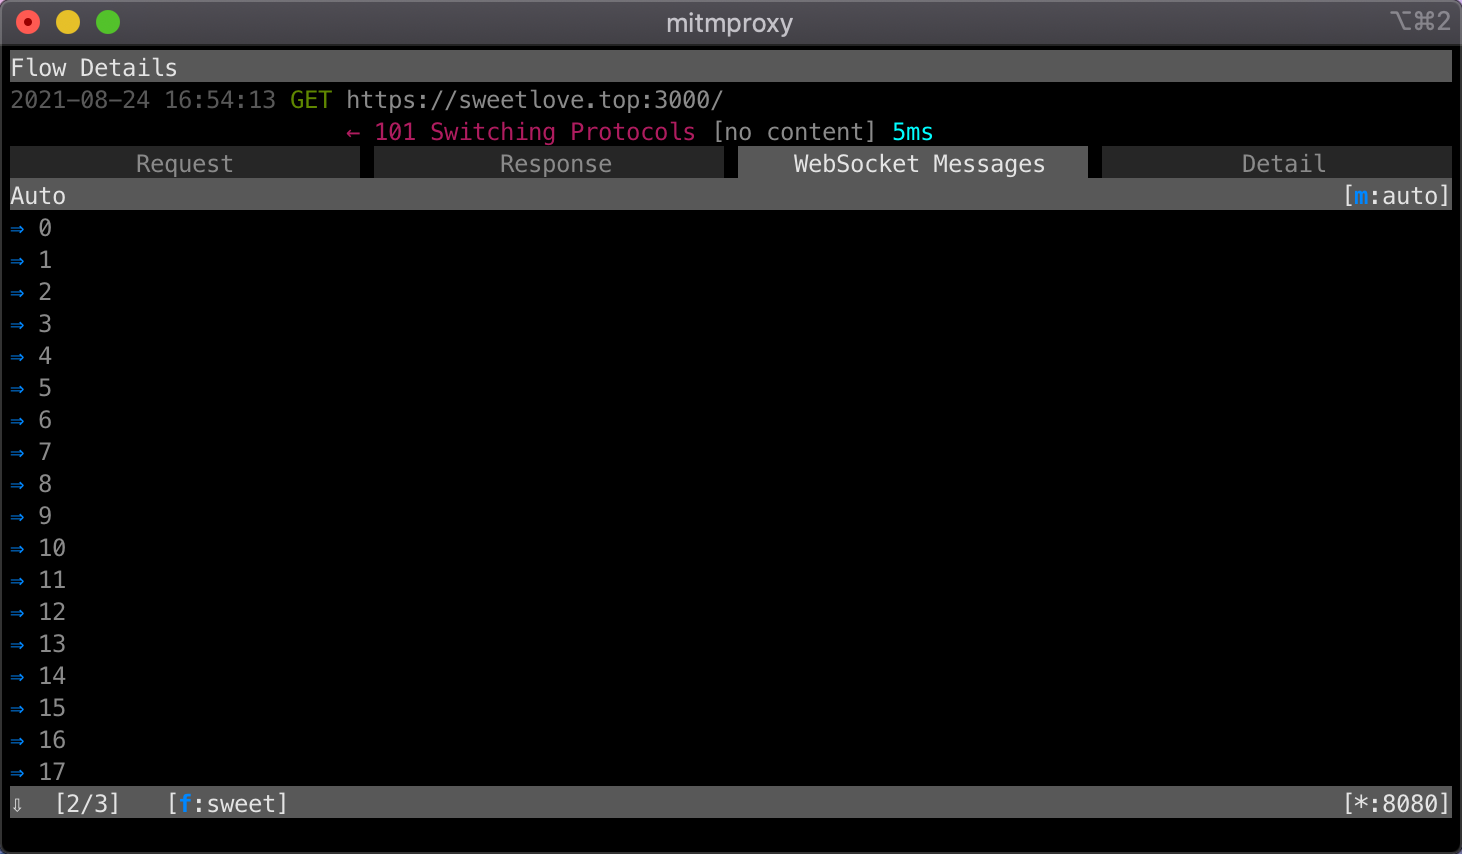 mitmproxy ⌥⌘2
Flow Details
2021-08-24 16:54:13 GET https://sweetlove.top:3000/
← 101 Switching Protocols [no content] 5ms
Request Response WebSocket Messages Detail
Auto [m:auto]
⇒ 0
⇒ 1
⇒ 2
⇒ 3
⇒ 4
⇒ 5
⇒ 6
⇒ 7
⇒ 8
⇒ 9
⇒ 10
⇒ 11
⇒ 12
⇒ 13
⇒ 14
⇒ 15
⇒ 16
⇒ 17
⇩ [2/3] [f:sweet] [*:8080]